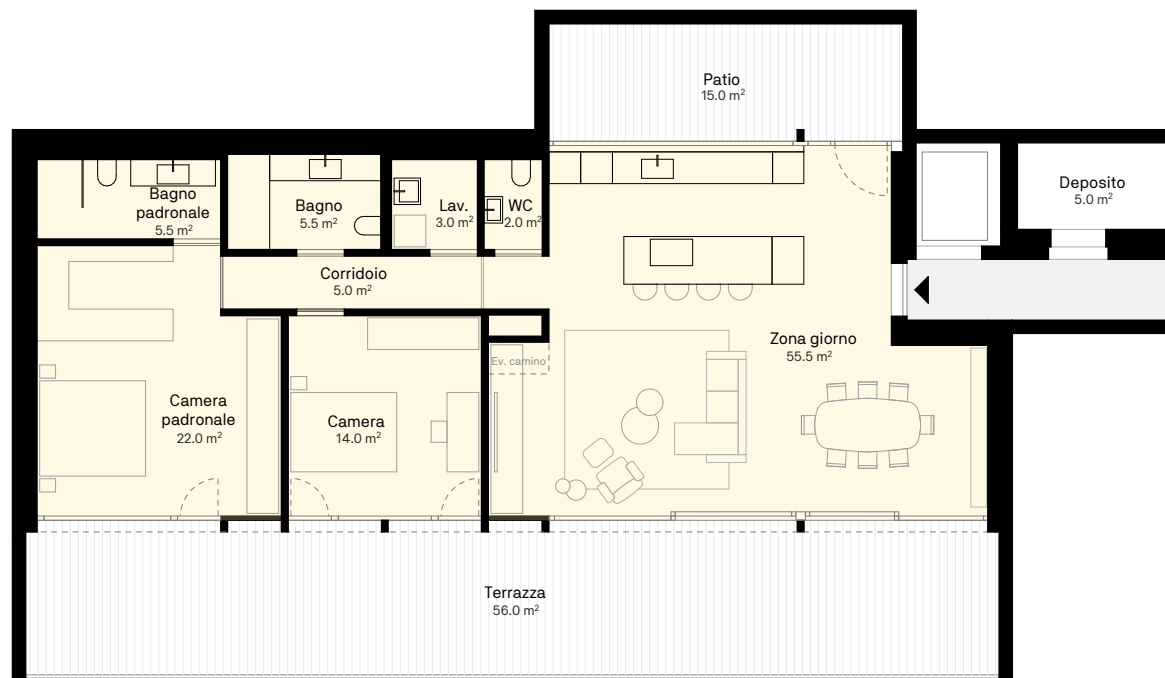 Patio
15.0 m²
Deposito
5.0 m²
Bagno
padronale
5.5 m²
Bagno
5.5 m²
Lav.
3.0 m²
WC
2.0 m²
Corridoio
5.0 m²
Zona giorno
55.5 m²
Ev. camino
Camera
padronale
22.0 m²
Camera
14.0 m²
Terrazza
56.0 m²